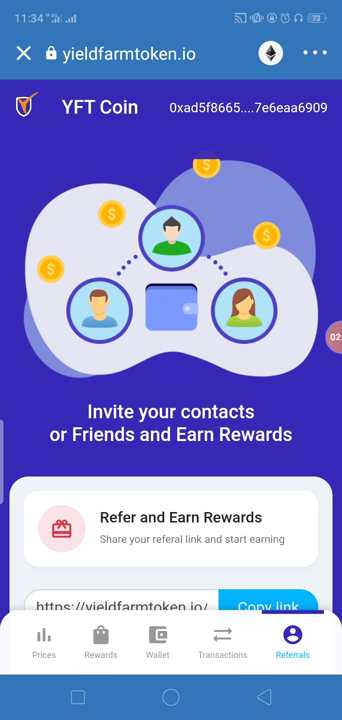 11:34
72
yieldfarmtoken.io
YFT Coin
0xad5f8665....7e6eaa6909
02:
Invite your contacts
or Friends and Earn Rewards
Refer and Earn Rewards
Share your referal link and start earning
https://yieldfarmtoken.io/
Copy link
Prices
Rewards
Wallet
Transactions
Referrals